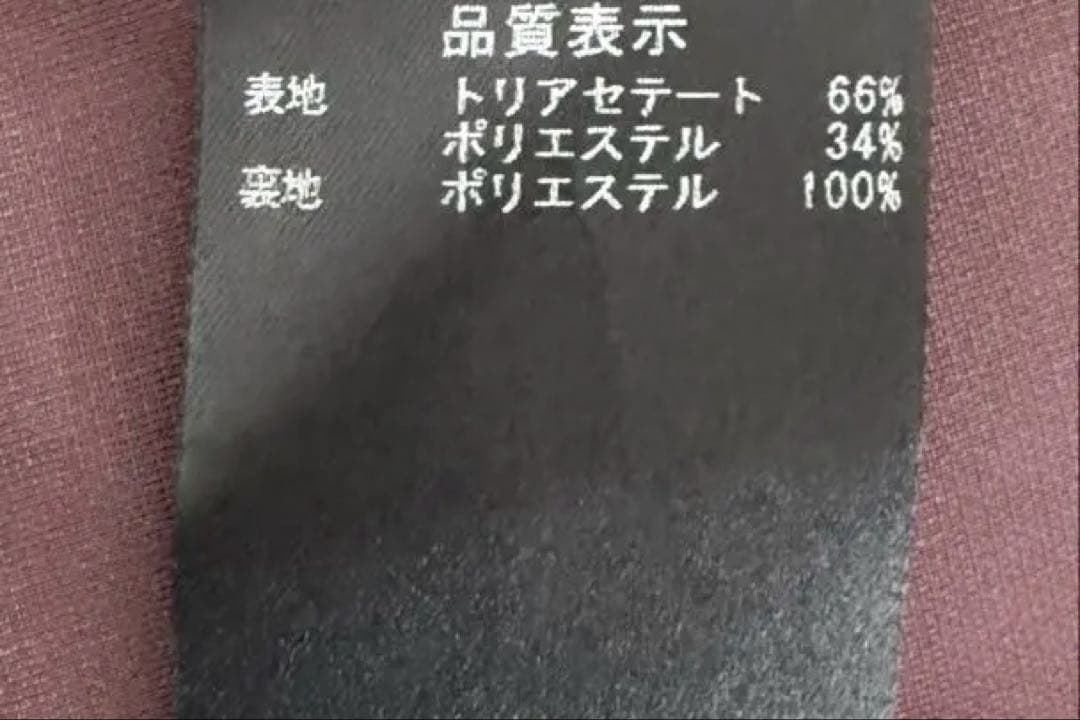 品質表示
表地 トリアセテート 66%
ポリエステル 34%
裏地 ポリエステル 100%